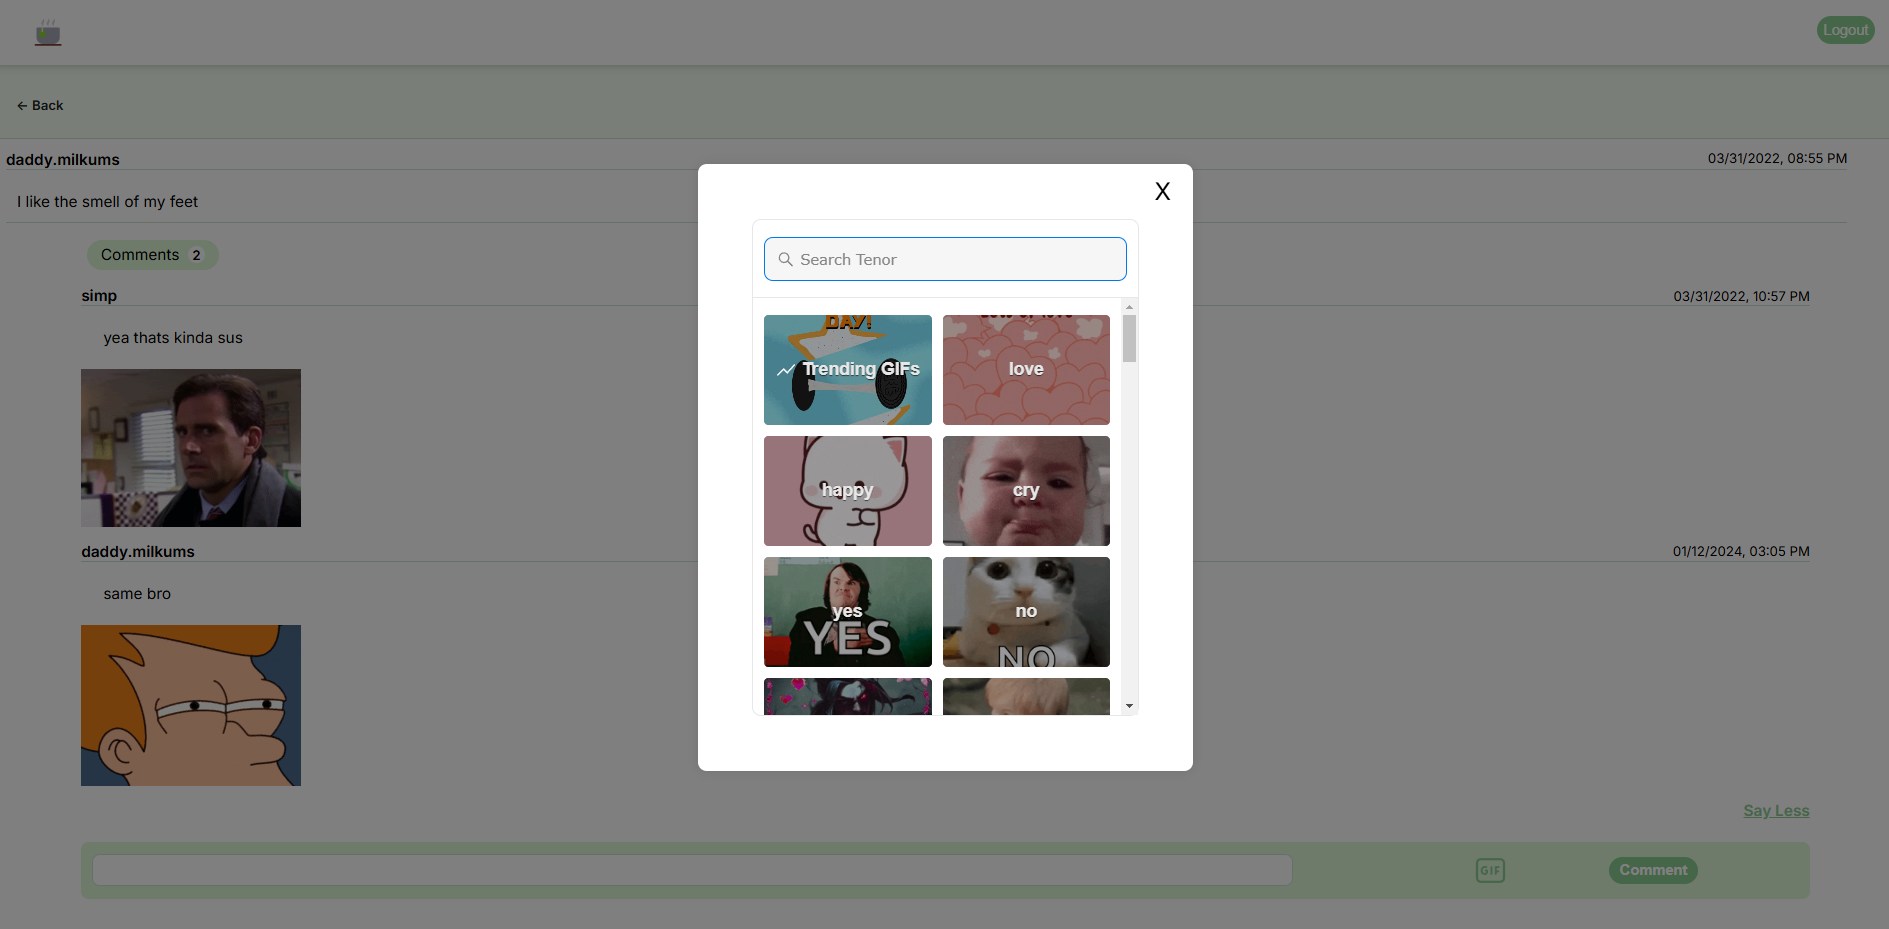 Logout
← Back
daddy.milkums
03/31/2022, 08:55 PM
I like the smell of my feet
Comments 2
simp
03/31/2022, 10:57 PM
yea thats kinda sus
daddy.milkums
01/12/2024, 03:05 PM
same bro
Say Less
GIF
Comment
X
Search Tenor
DAY!
Trending GIFs
love
happy
cry
yes
YES
no
NO